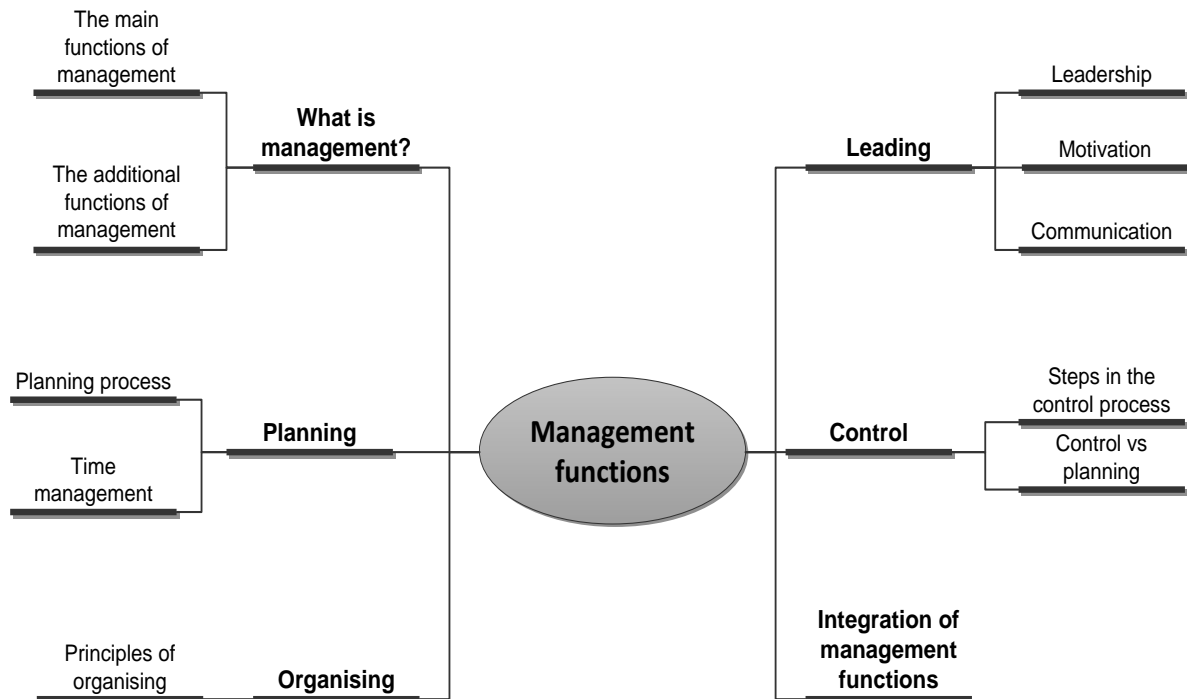 The main
functions of
management
What is
management?
The additional
functions of
management
Planning process
Planning
Time
management
Principles of
organising
Organising
Management
functions
Leading
Leadership
Motivation
Communication
Control
Steps in the
control process
Control vs
planning
Integration of
management
functions